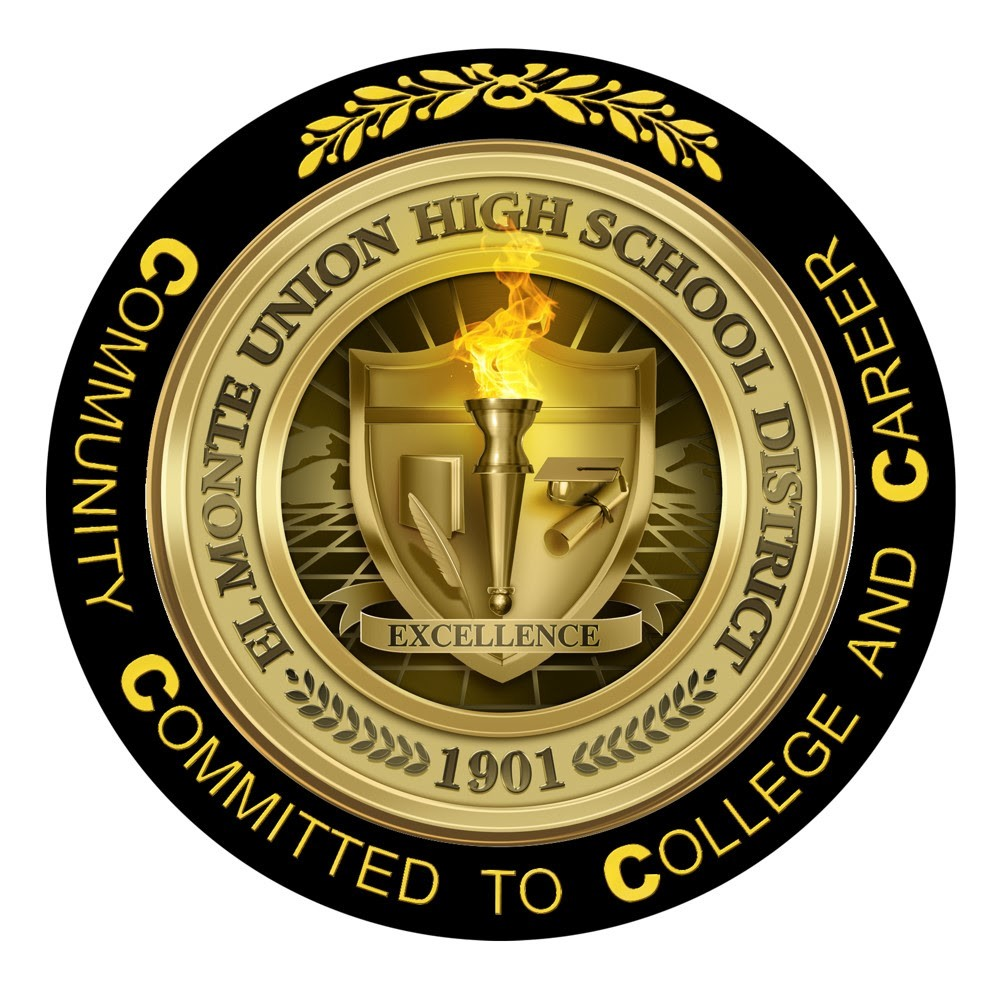 EL MONTE UNION HIGH SCHOOL DISTRICT
EXCELLENCE
1901
COMMUNITY COMMITTED TO COLLEGE AND CAREER